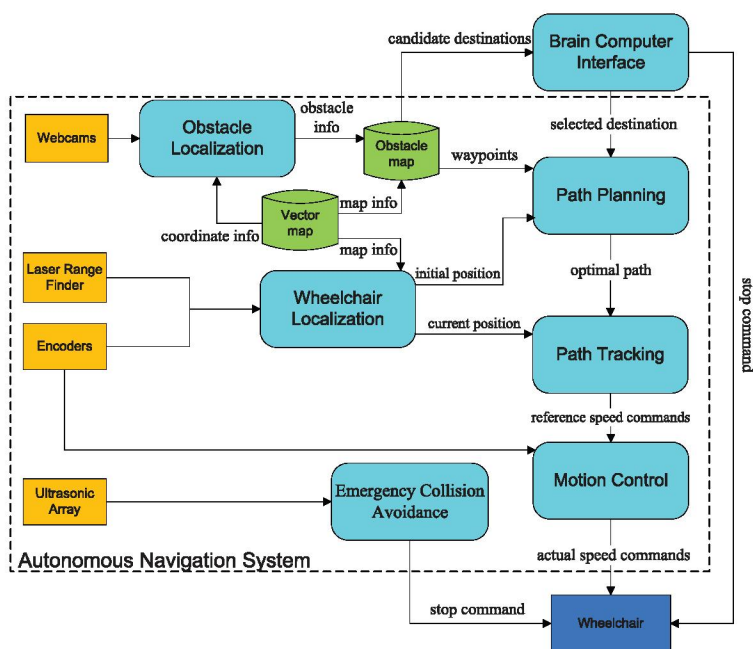 candidate destinations
Brain Computer
Interface
Webcams
Obstacle
Localization
obstacle
info
Obstacle
map
selected destination
waypoints
Path Planning
Vector
map
map info
coordinate info
map info
Laser Range
Finder
initial position
optimal path
stop command
Wheelchair
Localization
Encoders
current position
Path Tracking
reference speed commands
Ultrasonic
Array
Emergency Collision
Avoidance
Motion Control
Autonomous Navigation System
actual speed commands
stop command
Wheelchair